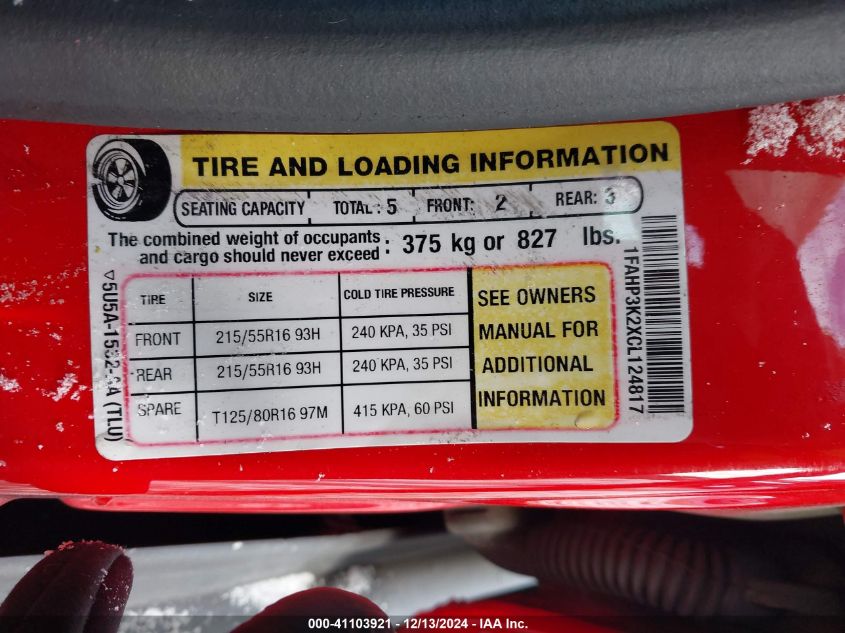 TIRE AND LOADING INFORMATION
SEATING CAPACITY TOTAL: 5 FRONT: 2 REAR: 3
The combined weight of occupants
and cargo should never exceed : 375 kg or 827 lbs.
TIRE SIZE COLD TIRE PRESSURE
FRONT 215/55R16 93H 240 KPA, 35 PSI
REAR 215/55R16 93H 240 KPA, 35 PSI
SPARE T125/80R16 97M 415 KPA, 60 PSI
SEE OWNERS
MANUAL FOR
ADDITIONAL
INFORMATION
(TLU)
1FAHP3K2XCL124817
000-41103921 - 12/13/2024 - IAA Inc.